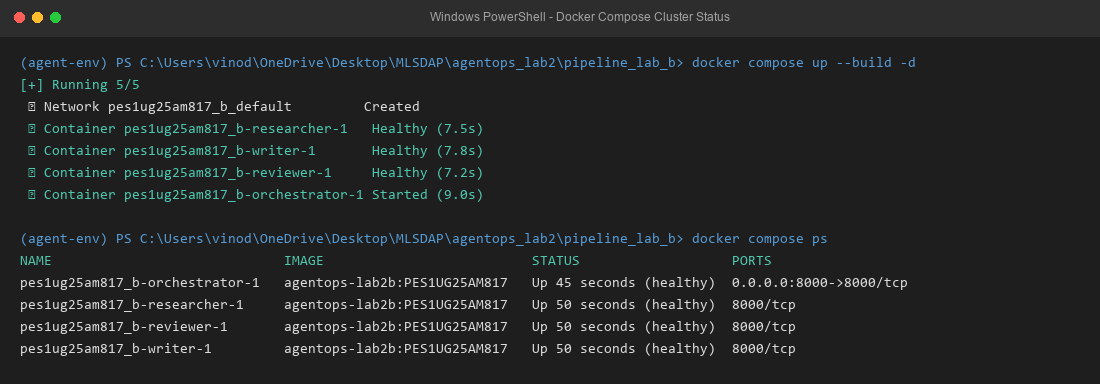 Windows PowerShell - Docker Compose Cluster Status
(agent-env) PS C:\Users\vinod\OneDrive\Desktop\MLSDAP\agentops_lab2\pipeline_lab_b> docker compose up --build -d
[+] Running 5/5
Network pes1ug25am817_b_default Created
Container pes1ug25am817_b-researcher-1 Healthy (7.5s)
Container pes1ug25am817_b-writer-1 Healthy (7.8s)
Container pes1ug25am817_b-reviewer-1 Healthy (7.2s)
Container pes1ug25am817_b-orchestrator-1 Started (9.0s)
(agent-env) PS C:\Users\vinod\OneDrive\Desktop\MLSDAP\agentops_lab2\pipeline_lab_b> docker compose ps
NAME IMAGE STATUS PORTS
pes1ug25am817_b-orchestrator-1 agentops-lab2b:PES1UG25AM817 Up 45 seconds (healthy) 0.0.0.0:8000->8000/tcp
pes1ug25am817_b-researcher-1 agentops-lab2b:PES1UG25AM817 Up 50 seconds (healthy) 8000/tcp
pes1ug25am817_b-reviewer-1 agentops-lab2b:PES1UG25AM817 Up 50 seconds (healthy) 8000/tcp
pes1ug25am817_b-writer-1 agentops-lab2b:PES1UG25AM817 Up 50 seconds (healthy) 8000/tcp